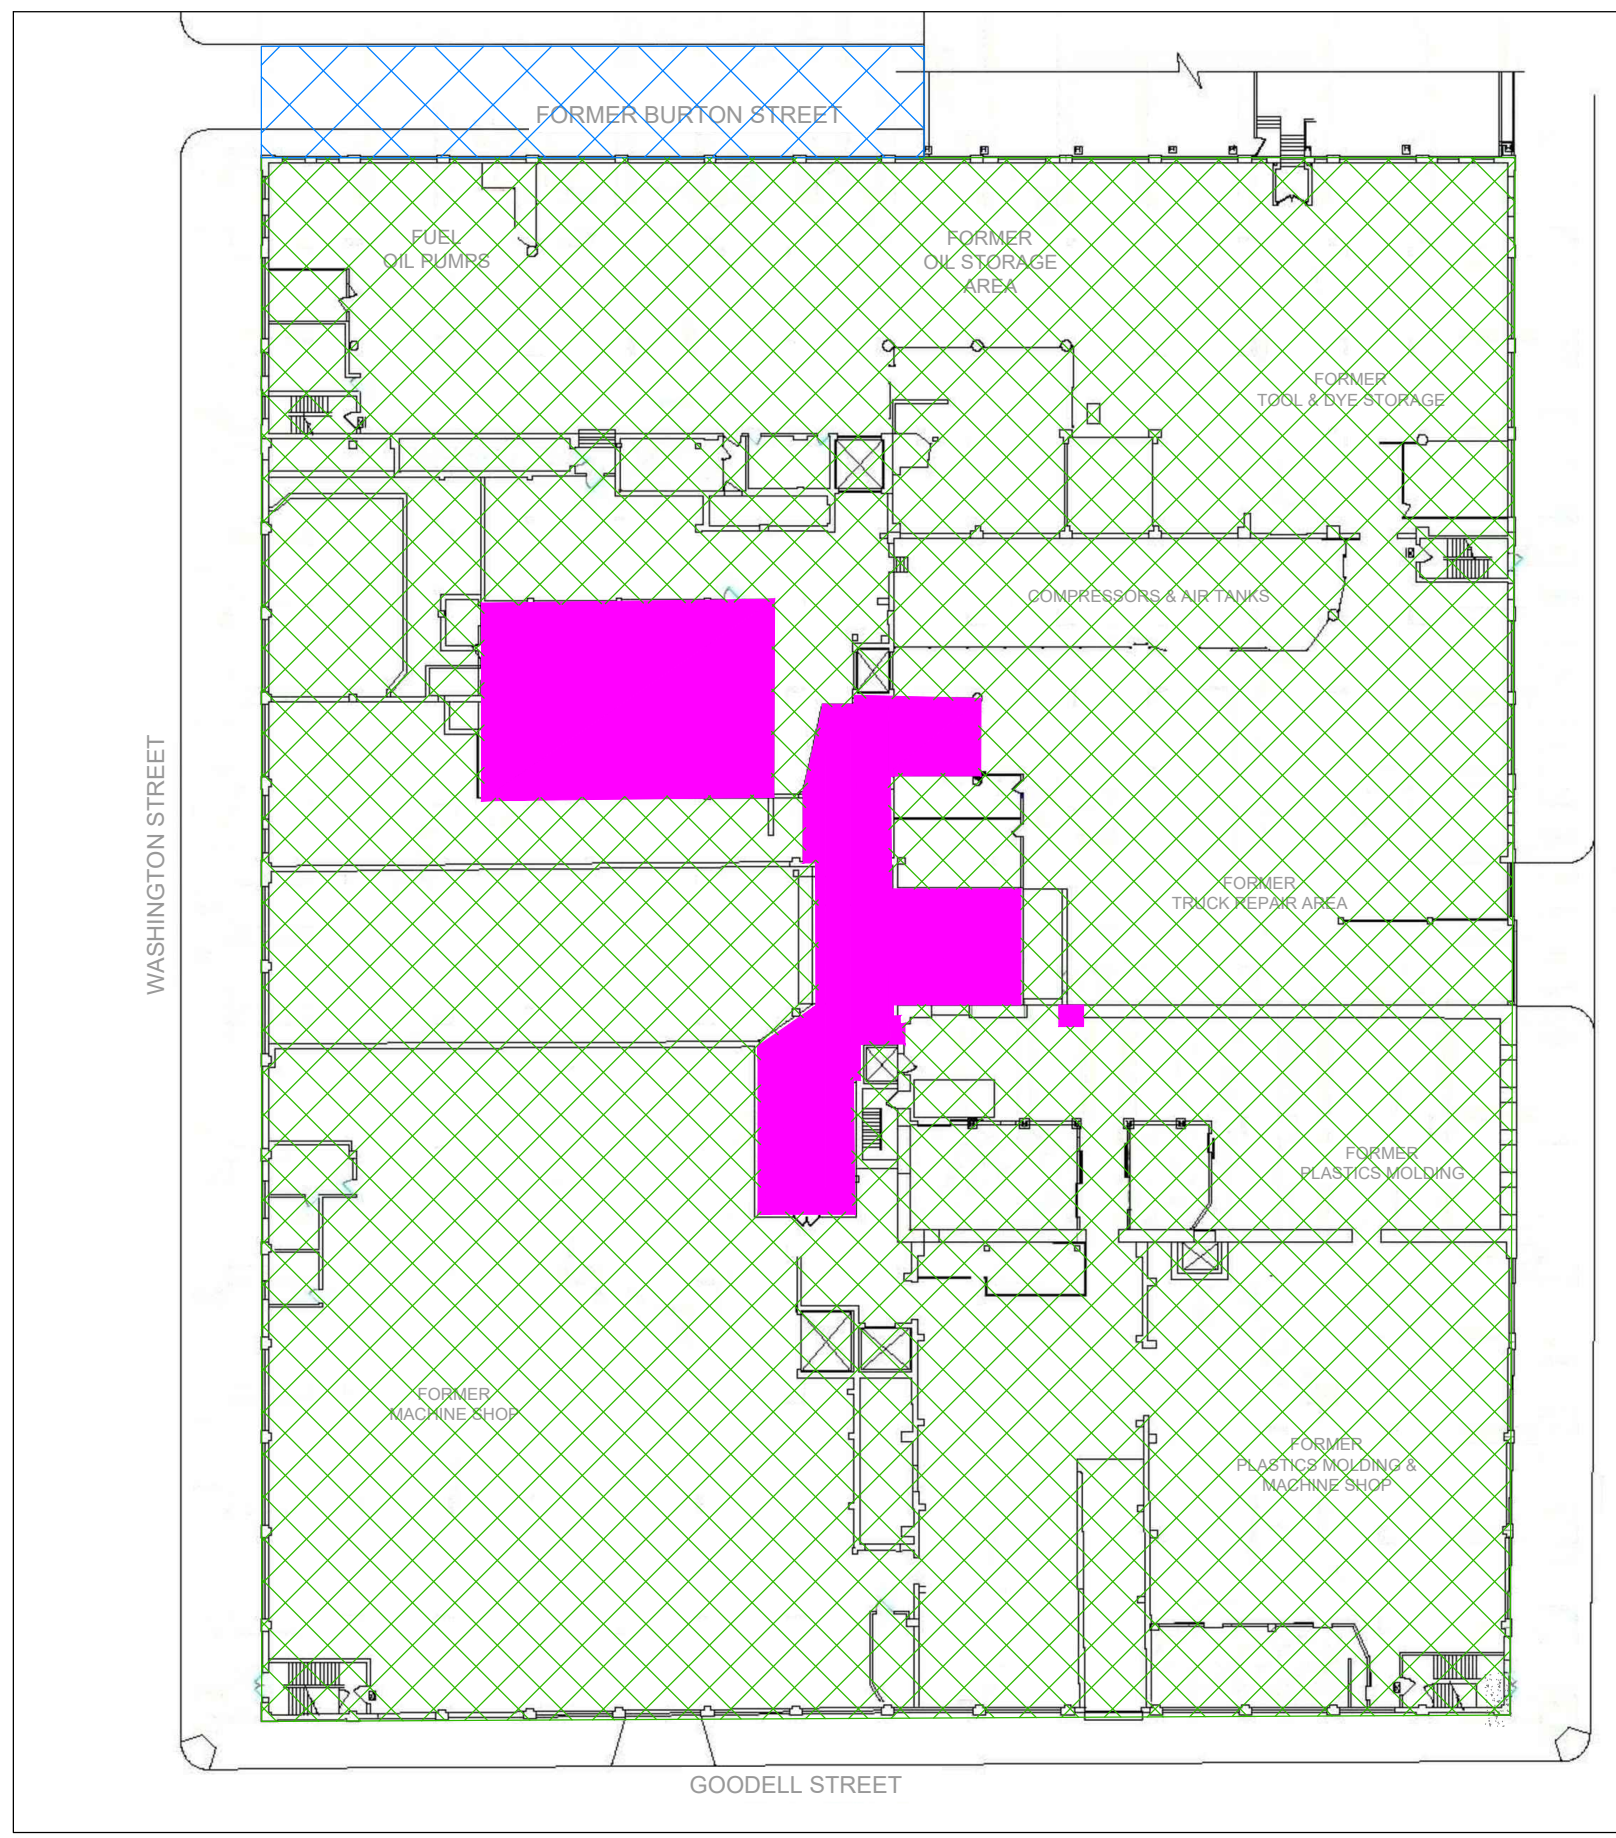 FORMER BURTON STREET
FUEL
OIL PUMPS
FORMER
OIL STORAGE
AREA
FORMER
TOOL & DYE STORAGE
COMPRESSORS & AIR TANKS
WASHINGTON STREET
FORMER
TRUCK REPAIR AREA
FORMER
PLASTICS MOLDING
FORMER
MACHINE SHOP
FORMER
PLASTICS MOLDING &
MACHINE SHOP
GOODELL STREET